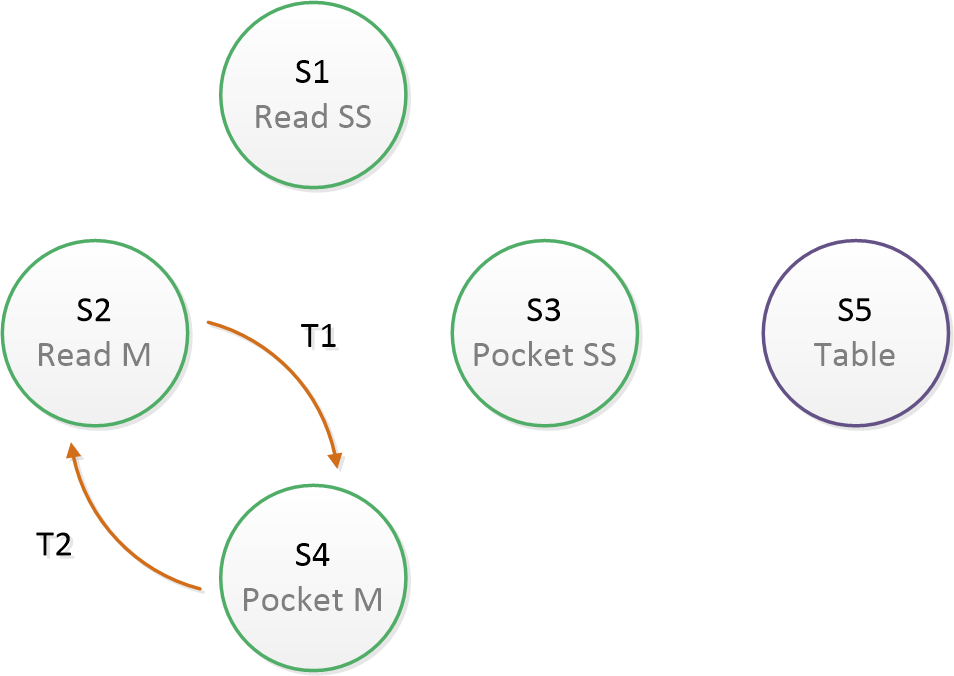 S1
Read SS
S2
Read M
T1
S3
Pocket SS
S5
Table
T2
S4
Pocket M